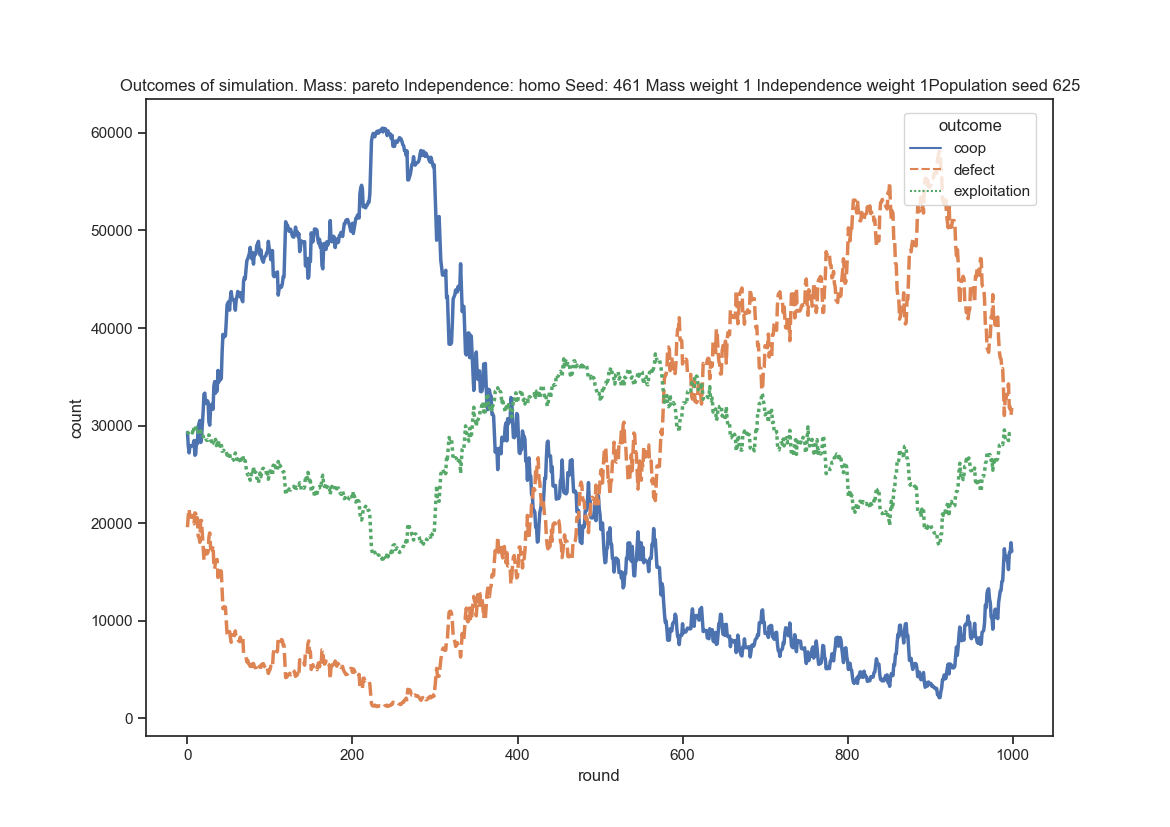 Outcomes of simulation. Mass: pareto Independence: homo Seed: 461 Mass weight 1 Independence weight 1Population seed 625
outcome
coop
defect
exploitation
60000
50000
40000
30000
20000
10000
0
count
0 200 400 600 800 1000
round